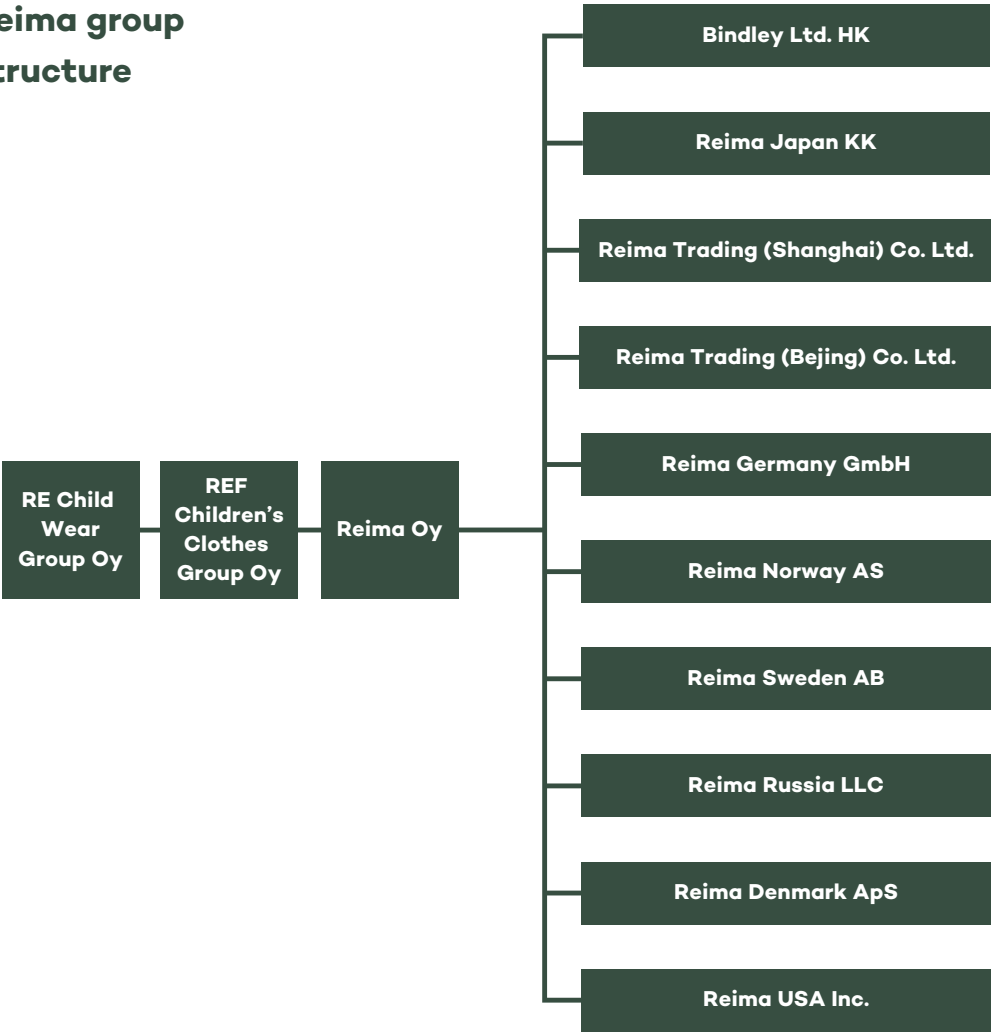 eima group
tructure
Bindley Ltd. HK
Reima Japan KK
Reima Trading (Shanghai) Co. Ltd.
Reima Trading (Bejing) Co. Ltd.
Reima Germany GmbH
RE Child
Wear
Group Oy
REF
Children’s
Clothes
Group Oy
Reima Oy
Reima Norway AS
Reima Sweden AB
Reima Russia LLC
Reima Denmark ApS
Reima USA Inc.